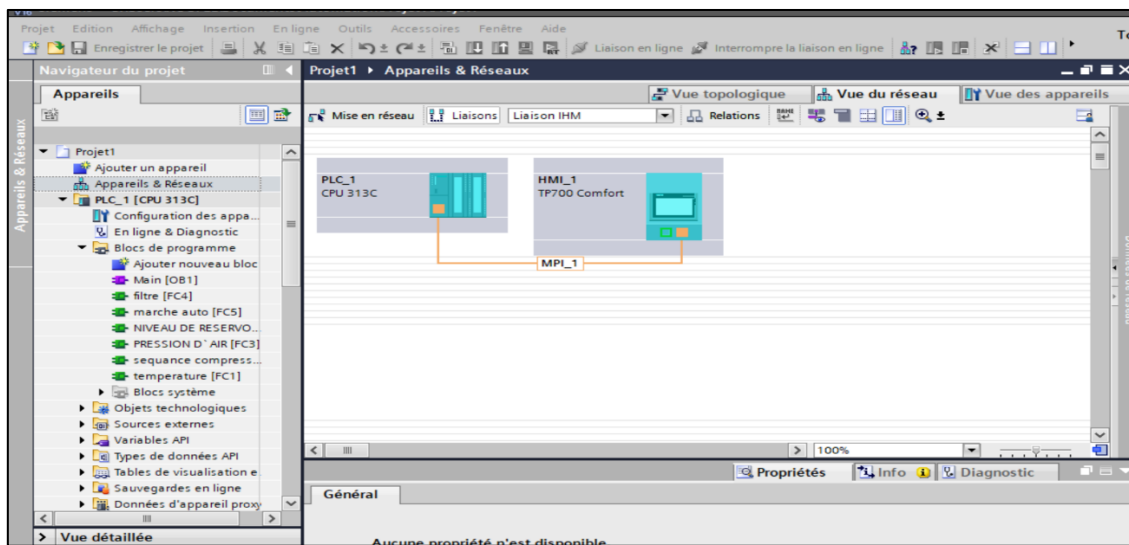 Projet Edition Affichage Insertion En ligne Outils Accessoires Fenêtre Aide
Enregistrer le projet Liaison en ligne Interrompre la liaison en ligne
Navigateur du projet
Projet1 Appareils & Réseaux
Appareils
Vue topologique Vue du réseau Vue des appareils
Mise en réseau Liaisons Liaison IHM Relations
Appareils & Réseaux
Projet1
Ajouter un appareil
Appareils & Réseaux
PLC_1 [CPU 313C]
Configuration des appa...
En ligne & Diagnostic
Blocs de programme
Ajouter nouveau bloc
Main [OB1]
filtre [FC4]
marche auto [FC5]
NIVEAU DE RESERVO...
PRESSION D`AIR [FC3]
sequance compress...
temperature [FC1]
Blocs système
Objets technologiques
Sources externes
Variables API
Types de données API
Tables de visualisation e.
Sauvegardes en ligne
Données d'appareil proxy
Vue détaillée
PLC_1
CPU 313C
HMI_1
TP700 Comfort
MPI_1
100%
Propriétés Info Diagnostic
Général
Aucune propriété n'est disponible.